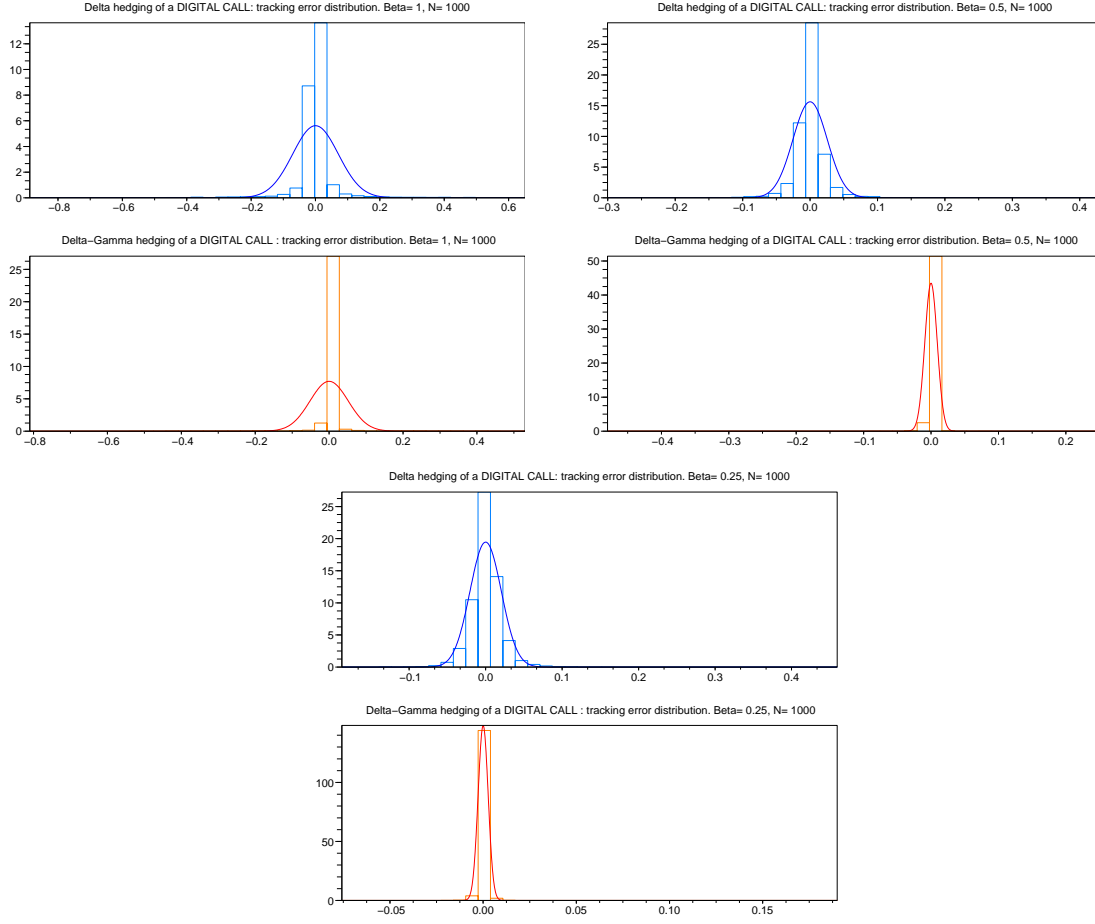 Delta hedging of a DIGITAL CALL: tracking error distribution. Beta= 1, N= 1000
12
10
8
6
4
2
0
−0.8 −0.6 −0.4 −0.2 0.0 0.2 0.4 0.6
Delta hedging of a DIGITAL CALL: tracking error distribution. Beta= 0.5, N= 1000
25
20
15
10
5
0
−0.3 −0.2 −0.1 0.0 0.1 0.2 0.3 0.4
Delta−Gamma hedging of a DIGITAL CALL : tracking error distribution. Beta= 1, N= 1000
25
20
15
10
5
0
−0.8 −0.6 −0.4 −0.2 0.0 0.2 0.4
Delta−Gamma hedging of a DIGITAL CALL : tracking error distribution. Beta= 0.5, N= 1000
50
40
30
20
10
0
−0.4 −0.3 −0.2 −0.1 0.0 0.1 0.2
Delta hedging of a DIGITAL CALL: tracking error distribution. Beta= 0.25, N= 1000
25
20
15
10
5
0
−0.1 0.0 0.1 0.2 0.3 0.4
Delta−Gamma hedging of a DIGITAL CALL : tracking error distribution. Beta= 0.25, N= 1000
100
50
0
−0.05 0.00 0.05 0.10 0.15